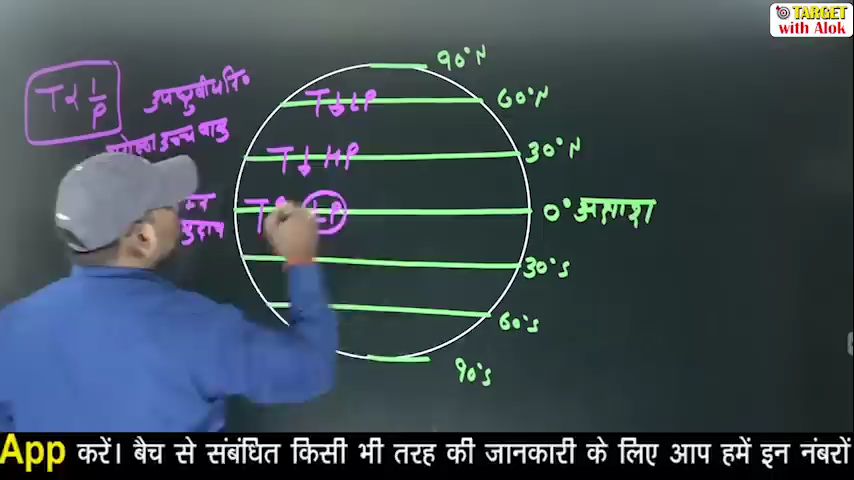 TARGET
with Alok
90°N
T∝1/P
T↓LP
60°N
T↓HP
30°N
T
LP
0° अक्षांश
30°S
60°S
90°S
App करें। बैच से संबंधित किसी भी तरह की जानकारी के लिए आप हमें इन नंबरों